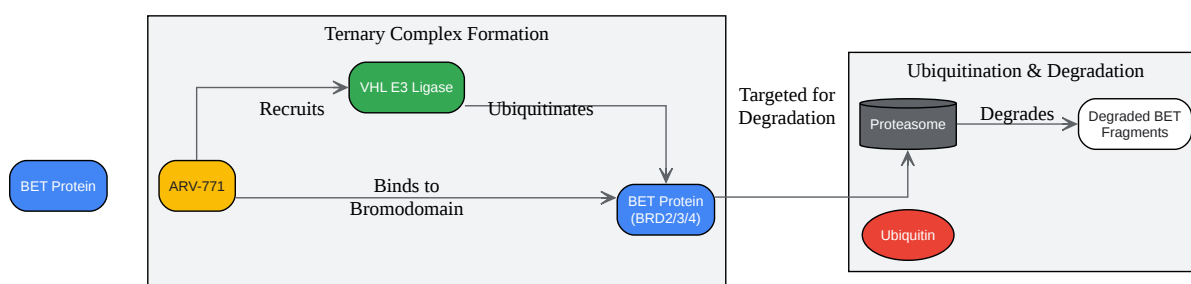 BET Protein
Ternary Complex Formation
VHL E3 Ligase
Recruits
Ubiquitinates
ARV-771
Binds to
Bromodomain
BET Protein
(BRD2/3/4)
Targeted for
Degradation
Ubiquitination & Degradation
Proteasome
Degrades
Degraded BET
Fragments
Ubiquitin